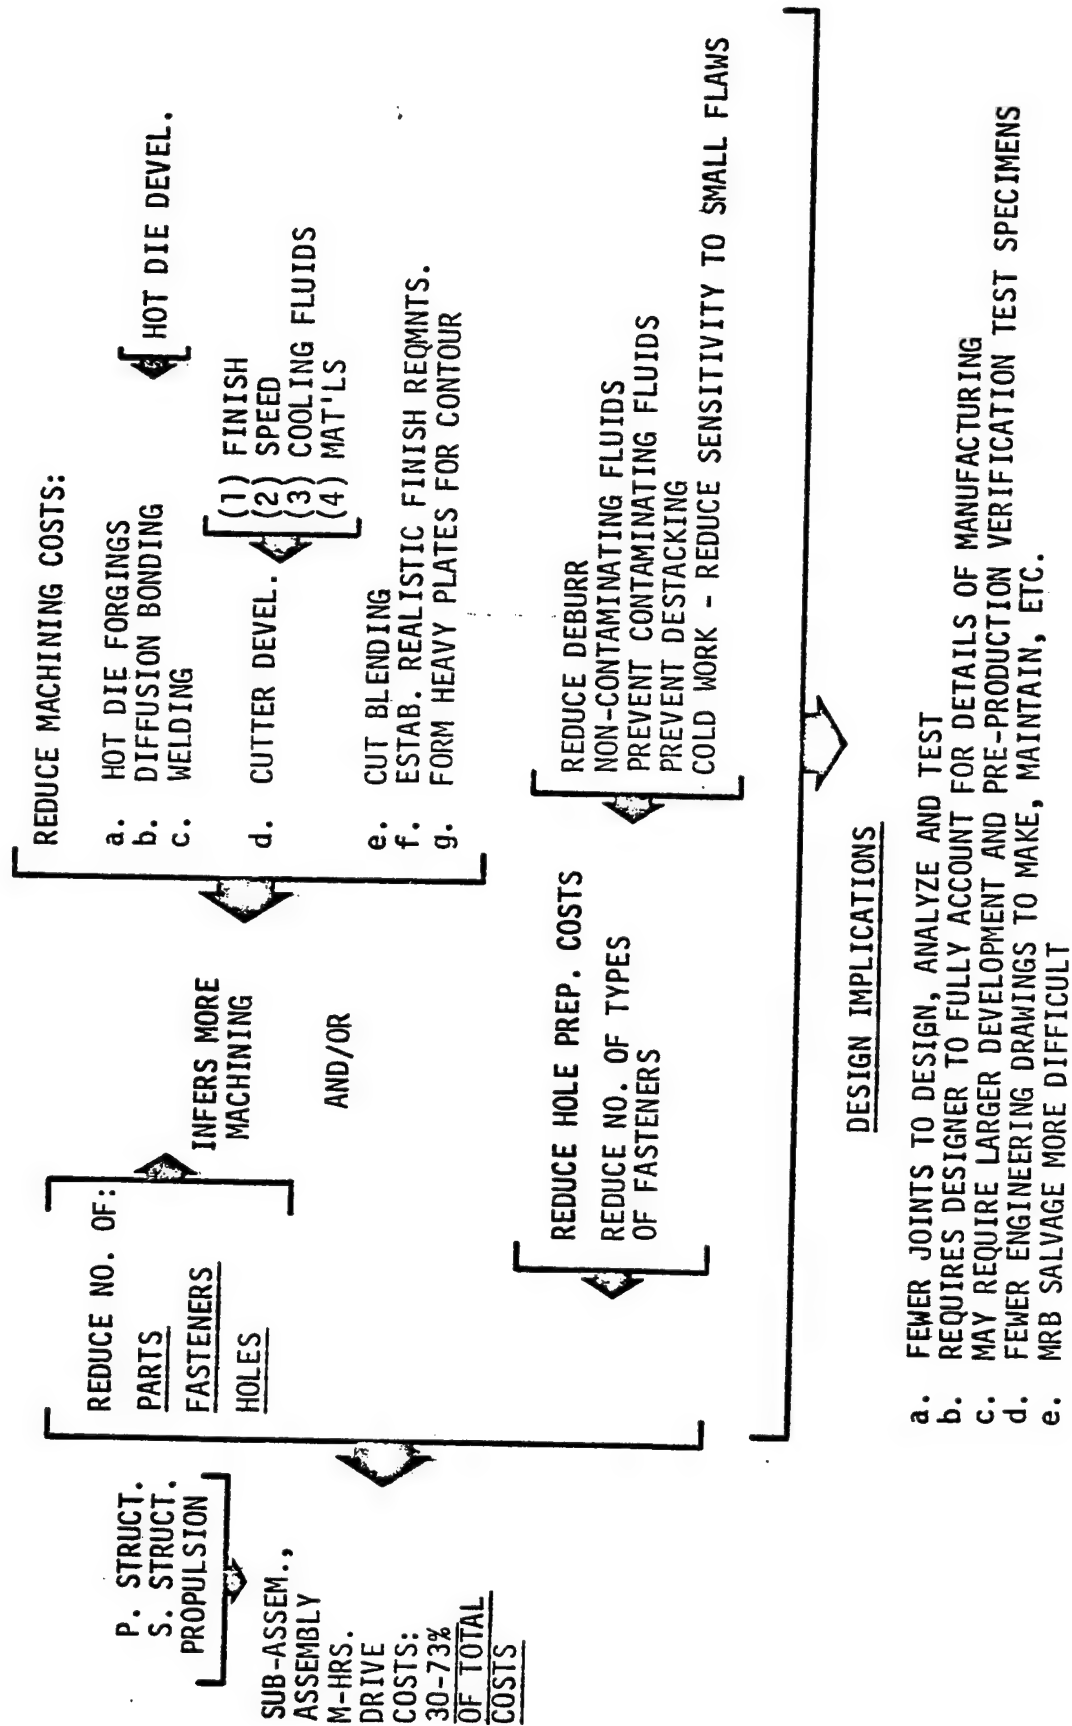 P. STRUCT.
S. STRUCT.
PROPULSION
SUB-ASSEM.,
ASSEMBLY
M-HRS.
DRIVE
COSTS:
30-73%
OF TOTAL
COSTS
REDUCE NO. OF:
PARTS
FASTENERS
HOLES
INFERS MORE
MACHINING
AND/OR
REDUCE MACHINING COSTS:
a. HOT DIE FORGINGS
b. DIFFUSION BONDING
c. WELDING
HOT DIE DEVEL.
d. CUTTER DEVEL.
(1) FINISH
(2) SPEED
(3) COOLING FLUIDS
(4) MAT'LS
e. CUT BLENDING
f. ESTAB. REALISTIC FINISH REQMNTS.
g. FORM HEAVY PLATES FOR CONTOUR
REDUCE HOLE PREP. COSTS
REDUCE NO. OF TYPES
OF FASTENERS
REDUCE DEBURR
NON-CONTAMINATING FLUIDS
PREVENT CONTAMINATING FLUIDS
PREVENT DESTACKING
COLD WORK - REDUCE SENSITIVITY TO SMALL FLAWS
DESIGN IMPLICATIONS
a. FEWER JOINTS TO DESIGN, ANALYZE AND TEST
b. REQUIRES DESIGNER TO FULLY ACCOUNT FOR DETAILS OF MANUFACTURING
c. MAY REQUIRE LARGER DEVELOPMENT AND PRE-PRODUCTION VERIFICATION TEST SPECIMENS
d. FEWER ENGINEERING DRAWINGS TO MAKE, MAINTAIN, ETC.
e. MRB SALVAGE MORE DIFFICULT